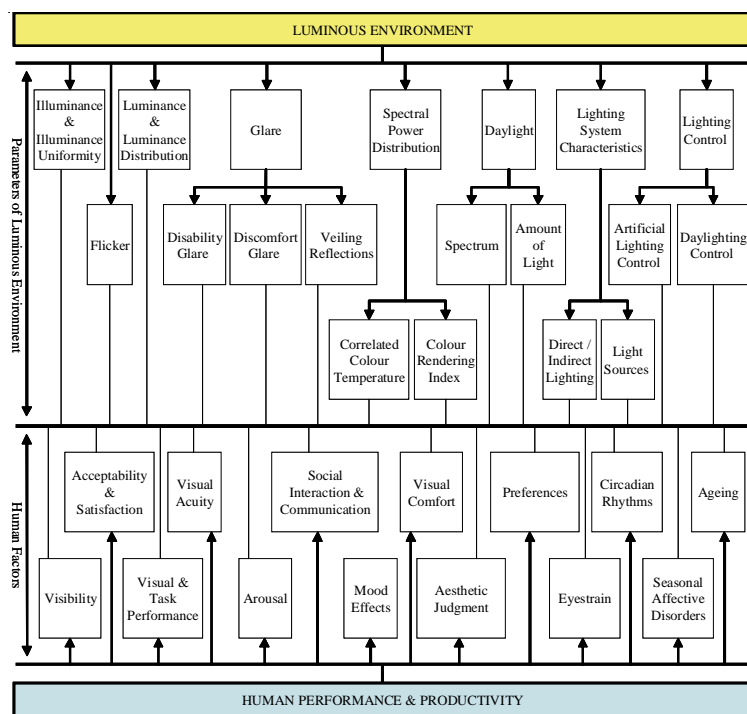 LUMINOUS ENVIRONMENT
Parameters of Luminous Environment
Illuminance
&
Illuminance
Uniformity
Luminance
&
Luminance
Distribution
Glare
Spectral
Power
Distribution
Daylight
Lighting
System
Characteristics
Lighting
Control
Flicker
Disability
Glare
Discomfort
Glare
Veiling
Reflections
Spectrum
Amount
of
Light
Artificial
Lighting
Control
Daylighting
Control
Correlated
Colour
Temperature
Colour
Rendering
Index
Direct /
Indirect
Lighting
Light
Sources
Human Factors
Acceptability
&
Satisfaction
Visual
Acuity
Social
Interaction &
Communication
Visual
Comfort
Preferences
Circadian
Rhythms
Ageing
Visibility
Visual &
Task
Performance
Arousal
Mood
Effects
Aesthetic
Judgment
Eyestrain
Seasonal
Affective
Disorders
HUMAN PERFORMANCE & PRODUCTIVITY